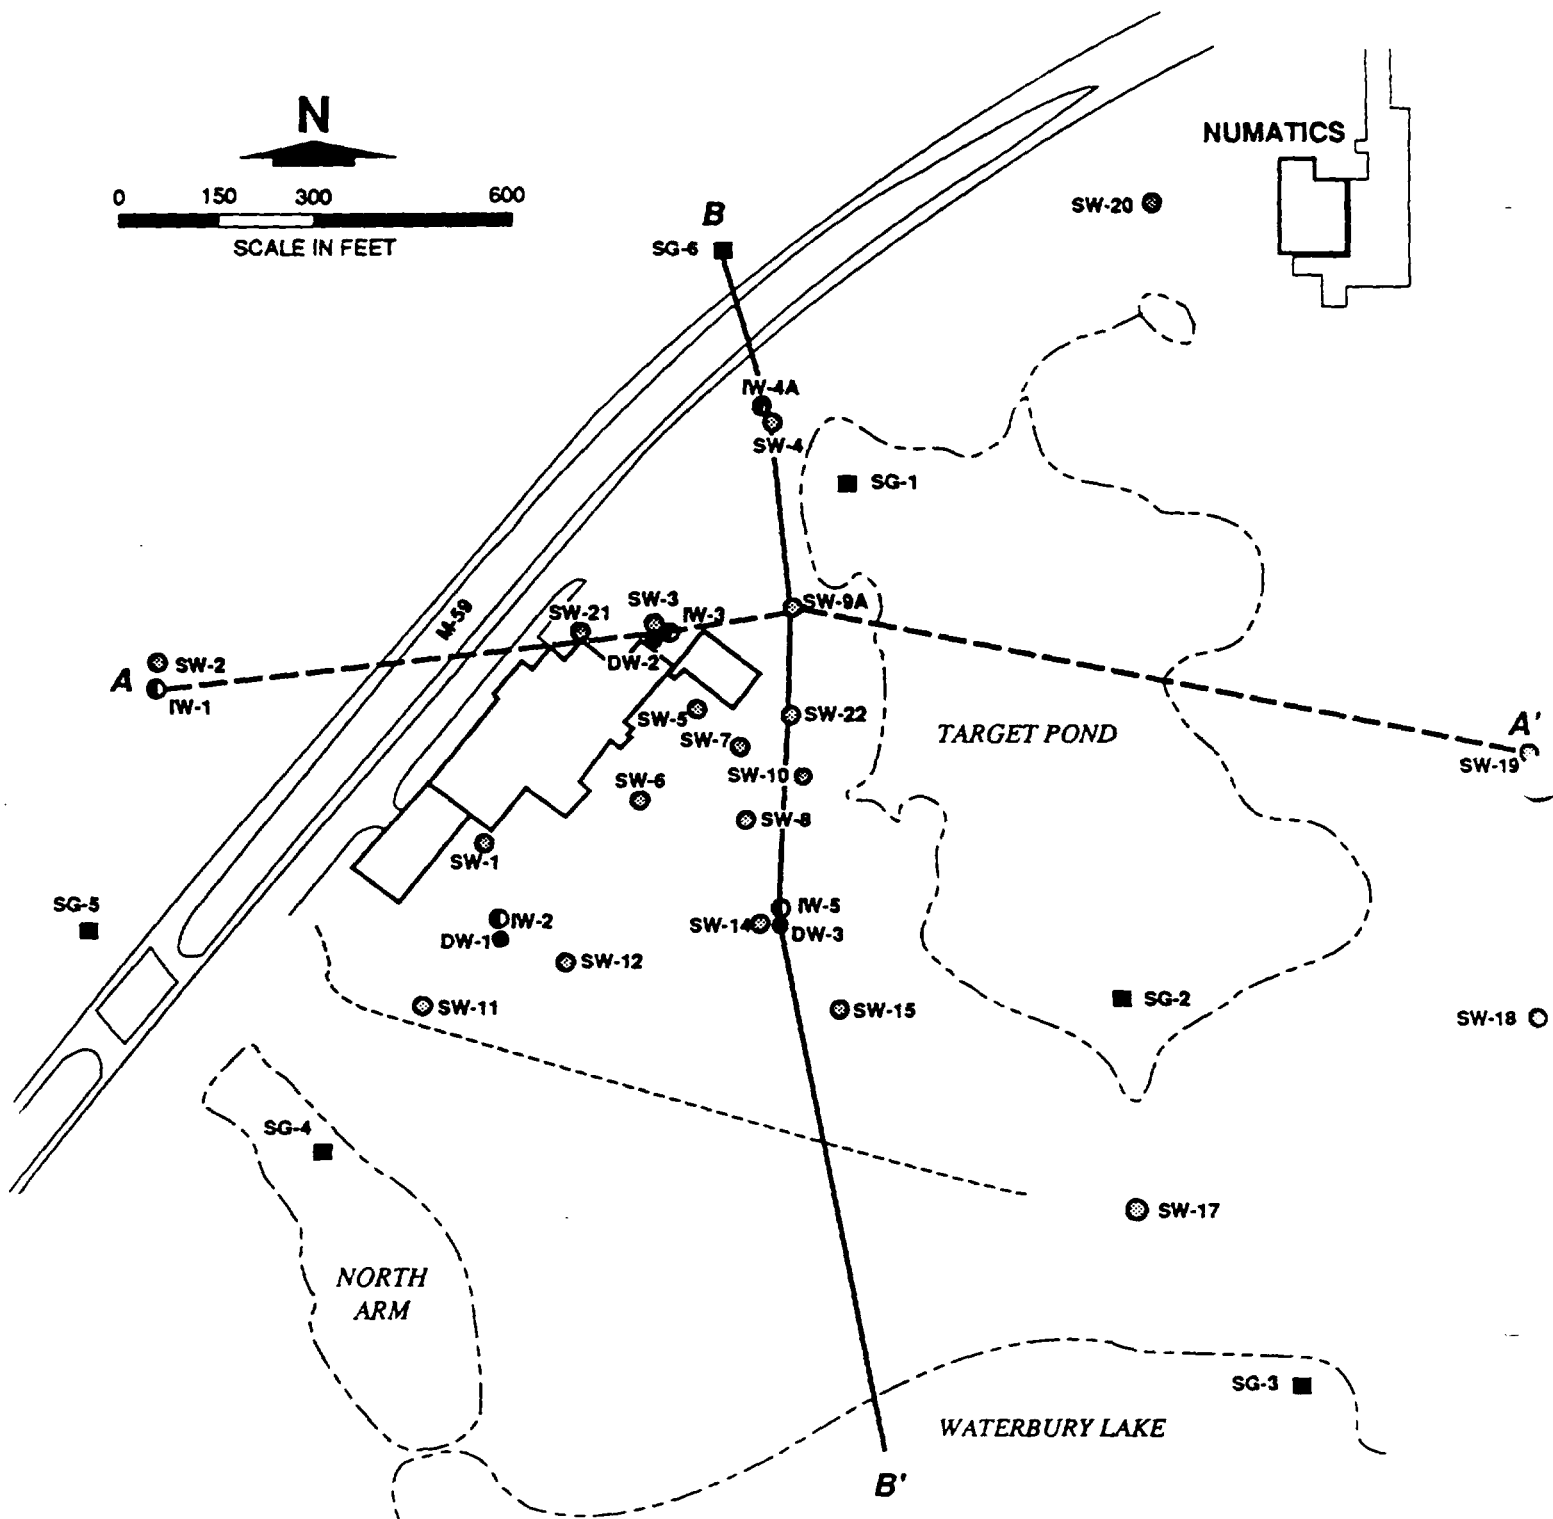 N
NUMATICS
0 150 300 600
SCALE IN FEET
SW-20
B
SG-6
IW-4A
SW-4
SG-1
M-59
SW-21
SW-3
IW-3
SW-9A
DW-2
SW-2
A
IW-1
SW-5
SW-22
SW-7
TARGET POND
A'
SW-19
SW-10
SW-6
SW-8
SW-1
SG-5
IW-2
DW-1
SW-14
IW-5
DW-3
SW-12
SW-11
SW-15
SG-2
SW-18
SG-4
SW-17
NORTH
ARM
SG-3
WATERBURY LAKE
B'